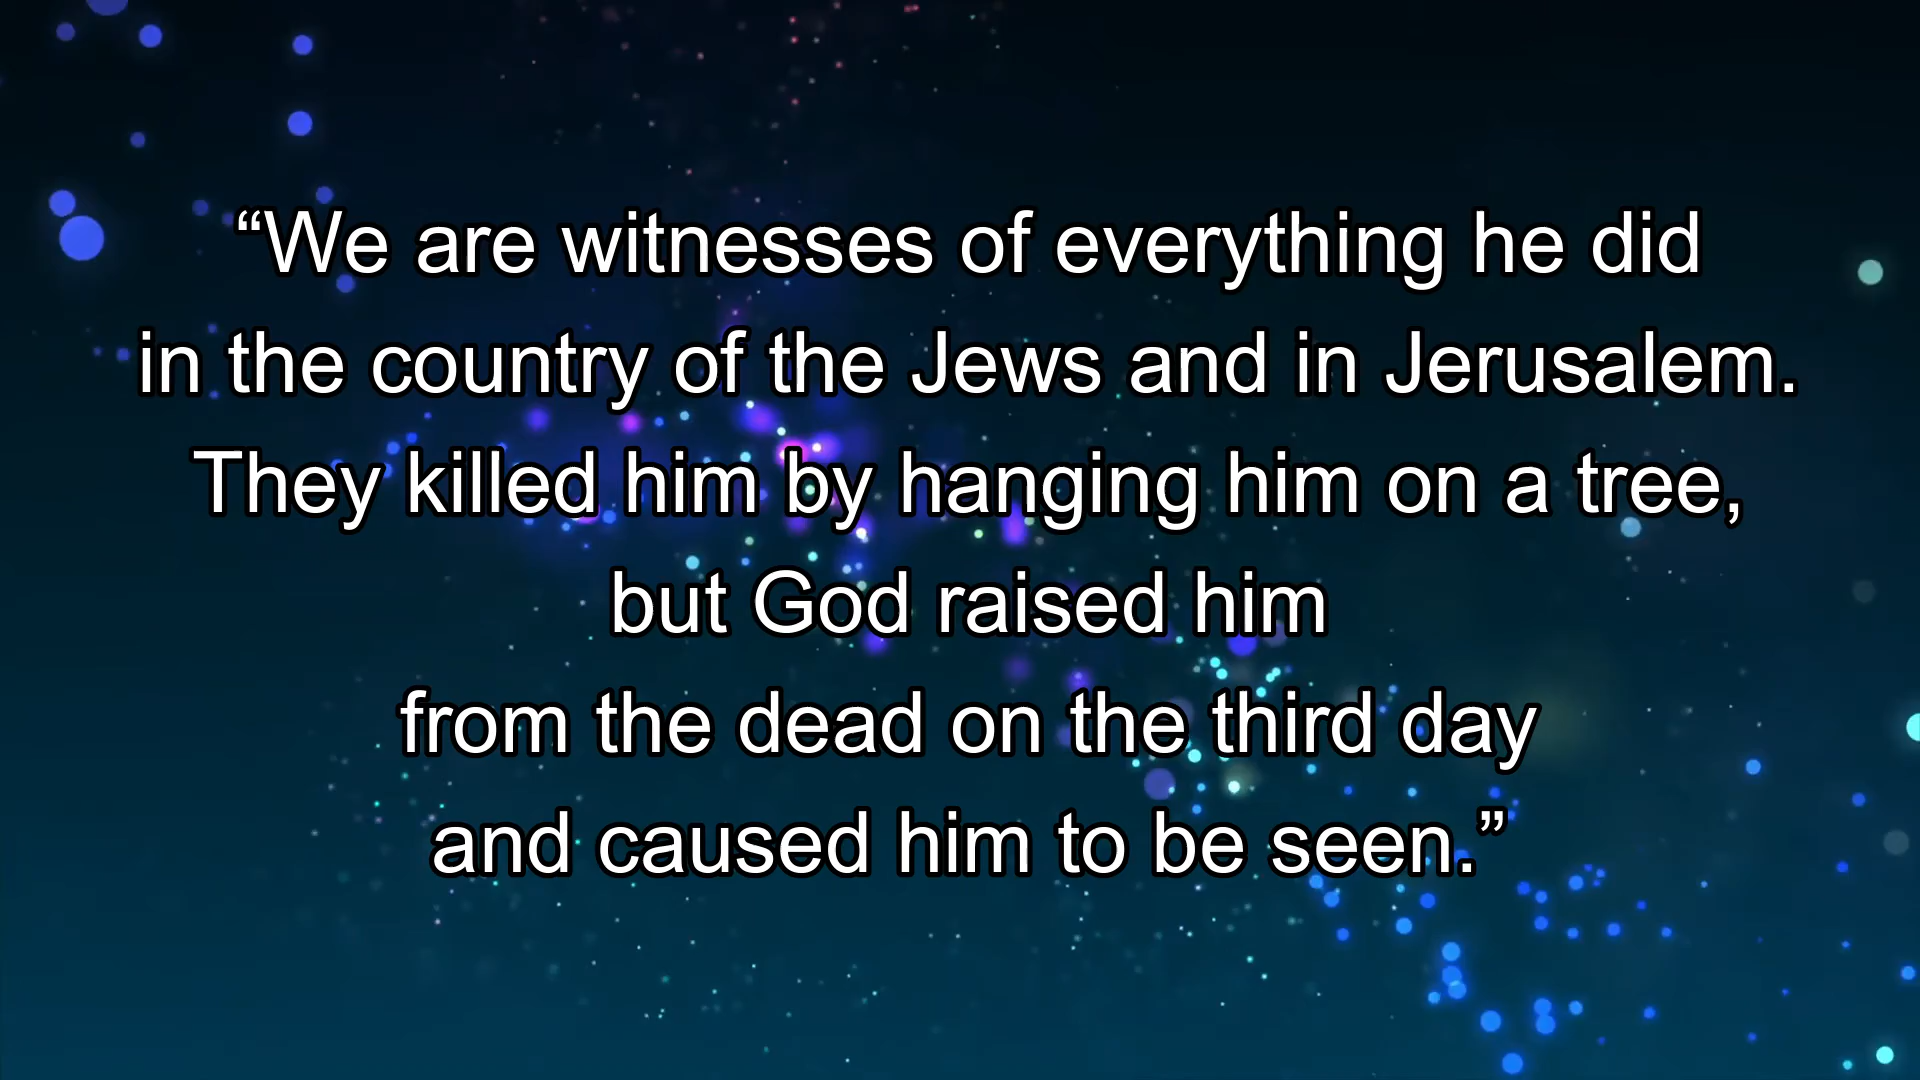 “We are witnesses of everything he did
in the country of the Jews and in Jerusalem.
They killed him by hanging him on a tree,
but God raised him
from the dead on the third day
and caused him to be seen.”